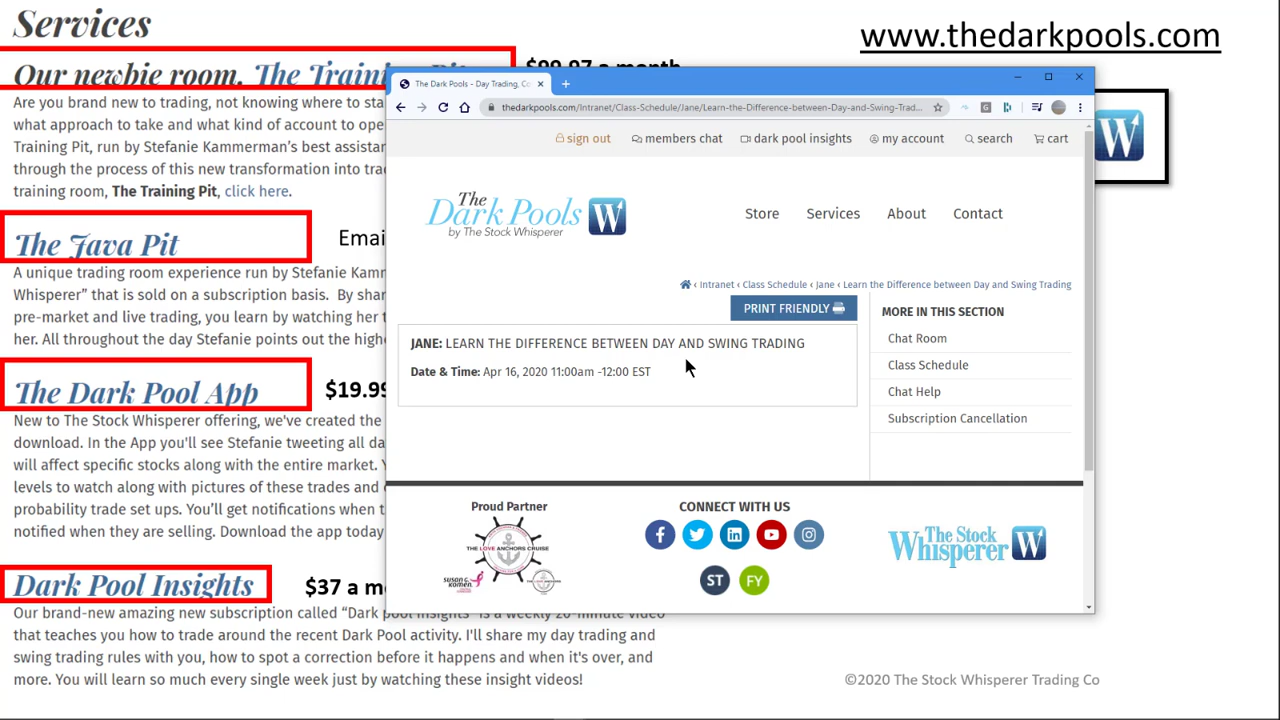 Services
www.thedarkpools.com
Our newbie room, The Training Pit
$99.97 a month
Are you brand new to trading, not knowing where to sta
what approach to take and what kind of account to ope
Training Pit, run by Stefanie Kammerman's best assistan
through the process of this new transformation into tra
training room, The Training Pit, click here.
The Java Pit
Emai
A unique trading room experience run by Stefanie Kam
Whisperer” that is sold on a subscription basis. By shar
pre-market and live trading, you learn by watching her t
her. All throughout the day Stefanie points out the highe
The Dark Pool App
$19.99
New to The Stock Whisperer offering, we've created the
download. In the App you'll see Stefanie tweeting all da
will affect specific stocks along with the entire market. Y
levels to watch along with pictures of these trades and
probability trade set ups. You’ll get notifications when t
notified when they are selling. Download the app today
Dark Pool Insights
$37 a m
Our brand-new amazing new subscription called “Dark pool Insights” is a weekly 20-minute video
that teaches you how to trade around the recent Dark Pool activity. I'll share my day trading and
swing trading rules with you, how to spot a correction before it happens and when it's over, and
more. You will learn so much every single week just by watching these insight videos!
The Dark Pools - Day Trading, Co
thedarkpools.com/Intranet/Class-Schedule/Jane/Learn-the-Difference-between-Day-and-Swing-Trad...
sign out members chat dark pool insights my account search cart
The Dark Pools W
by The Stock Whisperer
Store Services About Contact
Intranet ‹ Class Schedule ‹ Jane ‹ Learn the Difference between Day and Swing Trading
PRINT FRIENDLY
JANE: LEARN THE DIFFERENCE BETWEEN DAY AND SWING TRADING
Date & Time: Apr 16, 2020 11:00am -12:00 EST
MORE IN THIS SECTION
Chat Room
Class Schedule
Chat Help
Subscription Cancellation
Proud Partner
THE LOVE ANCHORS CRUISE
SUSAN G.
KOMEN
CONNECT WITH US
ST FY
The Stock
Whisperer W
W
©2020 The Stock Whisperer Trading Co